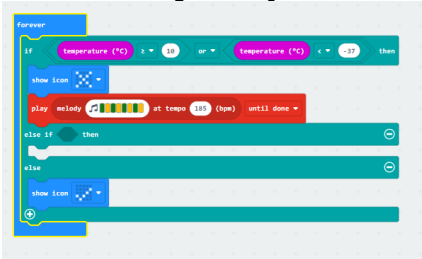 forever
if temperature (°C) ≥ 10 or temperature (°C) < -37 then
show icon
play melody at tempo 185 (bpm) until done
else if then
else
show icon